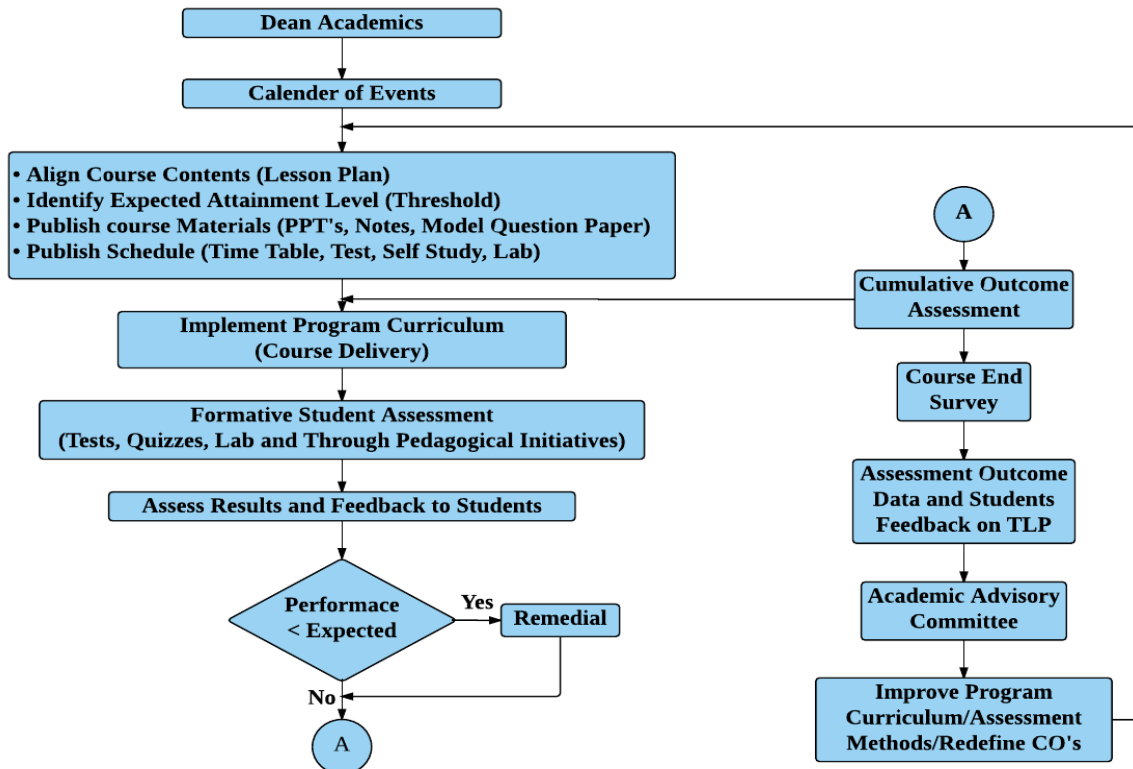 Dean Academics
Calender of Events
• Align Course Contents (Lesson Plan)
• Identify Expected Attainment Level (Threshold)
• Publish course Materials (PPT's, Notes, Model Question Paper)
• Publish Schedule (Time Table, Test, Self Study, Lab)
Implement Program Curriculum
(Course Delivery)
Formative Student Assessment
(Tests, Quizzes, Lab and Through Pedagogical Initiatives)
Assess Results and Feedback to Students
Performace
< Expected
Yes
Remedial
No
A
A
Cumulative Outcome
Assessment
Course End
Survey
Assessment Outcome
Data and Students
Feedback on TLP
Academic Advisory
Committee
Improve Program
Curriculum/Assessment
Methods/Redefine CO's